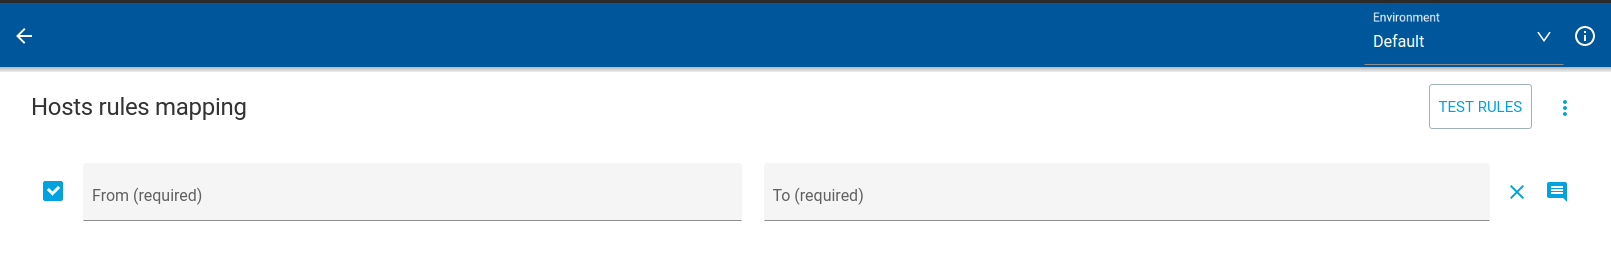 Environment
Default
Hosts rules mapping
TEST RULES
From (required)
To (required)